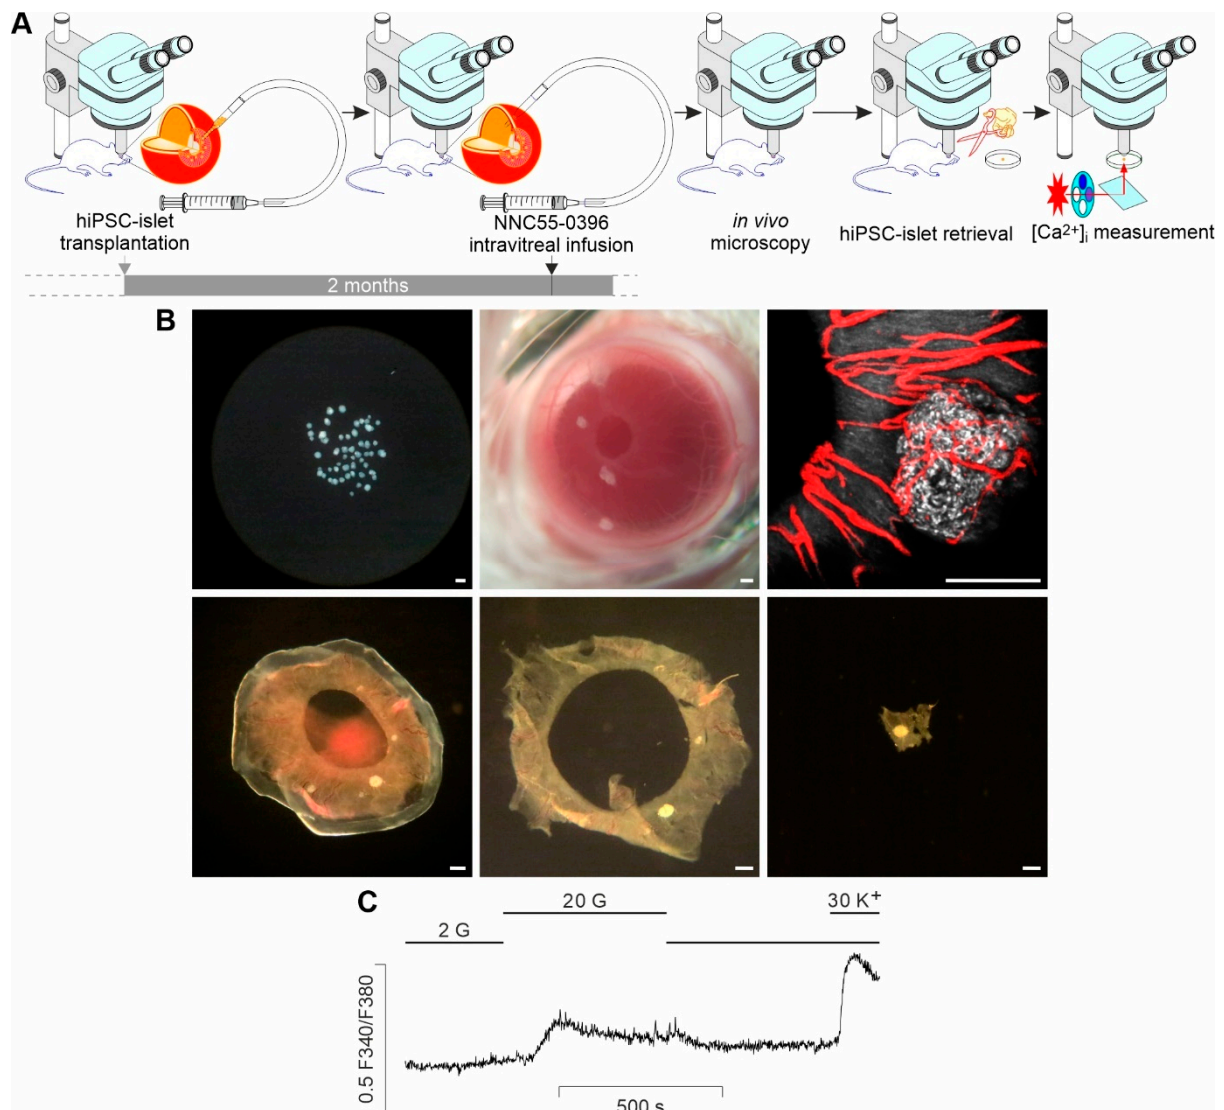 A
hiPSC-islet
transplantation
NNC55-0396
intravitreal infusion
in vivo
microscopy
hiPSC-islet retrieval
[Ca²⁺]ᵢ measurement
2 months
B
C
20 G
30 K⁺
2 G
0.5 F340/F380
500 s